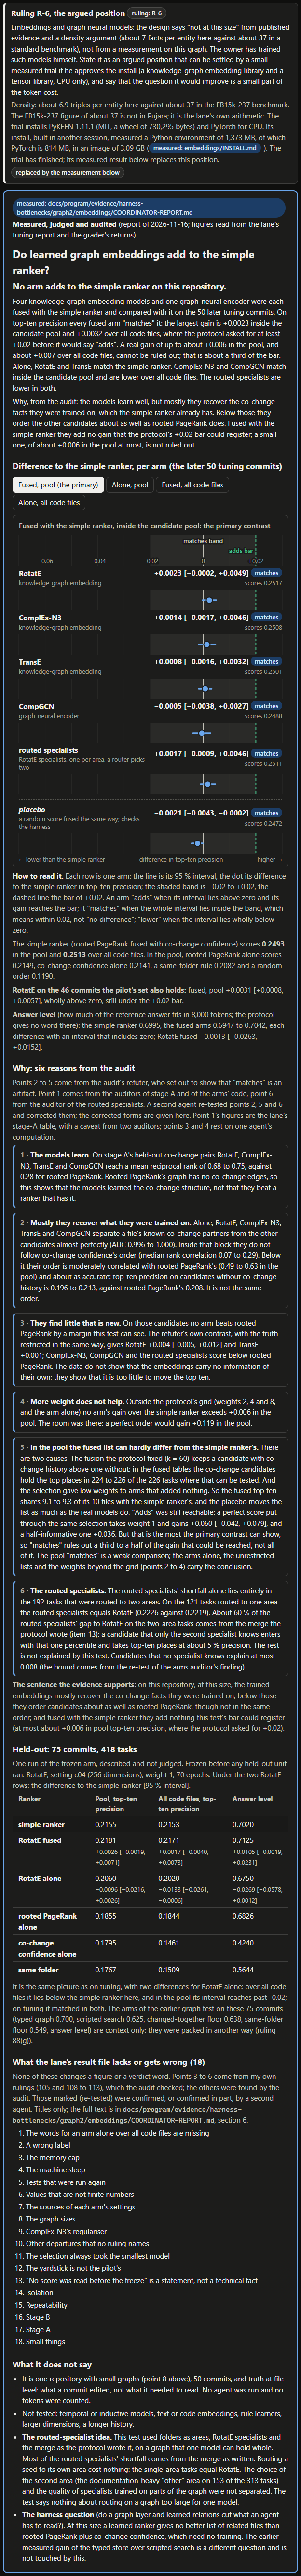 Ruling R-6, the argued position
ruling: R-6
Embeddings and graph neural models: the design says "not at this size" from published
evidence and a density argument (about 7 facts per entity here against about 37 in a
standard benchmark), not from a measurement on this graph. The owner has trained
such models himself. State it as an argued position that can be settled by a small
measured trial if he approves the install (a knowledge-graph embedding library and a
tensor library, CPU only), and say that the question it would improve is a small part of
the token cost.
Density: about 6.9 triples per entity here against about 37 in the FB15k-237 benchmark.
The FB15k-237 figure of about 37 is not in Pujara; it is the lane's own arithmetic. The
trial installs PyKEEN 1.11.1 (MIT, a wheel of 730,295 bytes) and PyTorch for CPU. Its
install, built in another session, measured a Python environment of 1,373 MB, of which
PyTorch is 814 MB, in an image of 3.09 GB ( measured: embeddings/INSTALL.md ). The
trial has finished; its measured result below replaces this position.
replaced by the measurement below
measured: docs/program/evidence/harness-
bottlenecks/graph2/embeddings/COORDINATOR-REPORT.md
Measured, judged and audited (report of 2026-11-16; figures read from the lane's
tuning report and the grader's returns).
Do learned graph embeddings add to the simple
ranker?
No arm adds to the simple ranker on this repository.
Four knowledge-graph embedding models and one graph-neural encoder were each
fused with the simple ranker and compared with it on the 50 later tuning commits. On
top-ten precision every fused arm "matches" it: the largest gain is +0.0023 inside the
candidate pool and +0.0032 over all code files, where the protocol asked for at least
+0.02 before it would say "adds". A real gain of up to about +0.006 in the pool, and
about +0.007 over all code files, cannot be ruled out; that is about a third of the bar.
Alone, RotatE and TransE match the simple ranker. ComplEx-N3 and CompGCN match
inside the candidate pool and are lower over all code files. The routed specialists are
lower in both.
Why, from the audit: the models learn well, but mostly they recover the co-change
facts they were trained on, which the simple ranker already has. Below those they
order the other candidates about as well as rooted PageRank does. Fused with the
simple ranker they add no gain that the protocol's +0.02 bar could register; a small
one, of about +0.006 in the pool at most, is not ruled out.
Difference to the simple ranker, per arm (the later 50 tuning commits)
Fused, pool (the primary)
Alone, pool
Fused, all code files
Alone, all code files
Fused with the simple ranker, inside the candidate pool: the primary contrast
matches band
adds bar
−0.06 −0.04 −0.02 0 +0.02
RotatE +0.0023 [−0.0002, +0.0049] matches
knowledge-graph embedding scores 0.2517
ComplEx-N3 +0.0014 [−0.0017, +0.0046] matches
knowledge-graph embedding scores 0.2508
TransE +0.0008 [−0.0016, +0.0032] matches
knowledge-graph embedding scores 0.2501
CompGCN −0.0005 [−0.0038, +0.0027] matches
graph-neural encoder scores 0.2488
routed specialists +0.0017 [−0.0009, +0.0046] matches
RotatE specialists, one per area, a router picks two scores 0.2511
placebo −0.0021 [−0.0043, −0.0002] matches
a random score fused the same way; checks the harness scores 0.2472
← lower than the simple ranker difference in top-ten precision higher →
How to read it. Each row is one arm: the line is its 95 % interval, the dot its difference
to the simple ranker in top-ten precision; the shaded band is −0.02 to +0.02, the
dashed line the bar of +0.02. An arm "adds" when its interval lies above zero and its
gain reaches the bar; it "matches" when the whole interval lies inside the band, which
means within 0.02, not "no difference"; "lower" when the interval lies wholly below
zero.
The simple ranker (rooted PageRank fused with co-change confidence) scores 0.2493
in the pool and 0.2513 over all code files. In the pool, rooted PageRank alone scores
0.2149, co-change confidence alone 0.2141, a same-folder rule 0.2082 and a random
order 0.1190.
RotatE on the 46 commits the pilot's set also holds: fused, pool +0.0031 [+0.0008,
+0.0057], wholly above zero, still under the +0.02 bar.
Answer level (how much of the reference answer fits in 8,000 tokens; the protocol
gives no word there): the simple ranker 0.6995, the fused arms 0.6947 to 0.7042, each
difference with an interval that includes zero; RotatE fused −0.0013 [−0.0263,
+0.0152].
Why: six reasons from the audit
Points 2 to 5 come from the audit's refuter, who set out to show that "matches" is an
artifact. Point 1 comes from the auditors of stage A and of the arms' code, point 6
from the auditor of the routed specialists. A second agent re-tested points 2, 5 and 6
and corrected them; the corrected forms are given here. Point 1's figures are the lane's
stage-A table, with a caveat from two auditors; points 3 and 4 rest on one agent's
computation.
1 · The models learn. On stage A's held-out co-change pairs RotatE, ComplEx-
N3, TransE and CompGCN reach a mean reciprocal rank of 0.68 to 0.75, against
0.28 for rooted PageRank. Rooted PageRank's graph has no co-change edges, so
this shows that the models learned the co-change structure, not that they beat a
ranker that has it.
2 · Mostly they recover what they were trained on. Alone, RotatE, ComplEx-N3,
TransE and CompGCN separate a file's known co-change partners from the other
candidates almost perfectly (AUC 0.996 to 1.000). Inside that block they do not
follow co-change confidence's order (median rank correlation 0.07 to 0.29). Below
it their order is moderately correlated with rooted PageRank's (0.49 to 0.63 in the
pool) and about as accurate: top-ten precision on candidates without co-change
history is 0.196 to 0.213, against rooted PageRank's 0.208. It is not the same
order.
3 · They find little that is new. On those candidates no arm beats rooted
PageRank by a margin this test can see. The refuter's own contrast, with the truth
restricted in the same way, gives RotatE +0.004 [−0.005, +0.012] and TransE
+0.001; ComplEx-N3, CompGCN and the routed specialists score below rooted
PageRank. The data do not show that the embeddings carry no information of
their own; they show that it is too little to move the top ten.
4 · More weight does not help. Outside the protocol's grid (weights 2, 4 and 8,
and the arm alone) no arm's gain over the simple ranker exceeds +0.006 in the
pool. The room was there: a perfect order would gain +0.119 in the pool.
5 · In the pool the fused list can hardly differ from the simple ranker's. There
are two causes. The fusion the protocol fixed (k = 60) keeps a candidate with co-
change history above one without: in the fused tables the co-change candidates
hold the top places in 224 to 226 of the 226 tasks where that can be tested. And
the selection gave low weights to arms that added nothing. So the fused top ten
shares 9.1 to 9.3 of its 10 files with the simple ranker's, and the placebo moves the
list as much as the real models do. "Adds" was still reachable: a perfect score put
through the same selection takes weight 1 and gains +0.060 [+0.042, +0.079], and a
half-informative one +0.036. But that is the most the primary contrast can show,
so "matches" rules out a third to a half of the gain that could be reached, not all
of it. The pool "matches" is a weak comparison; the arms alone, the unrestricted
lists and the weights beyond the grid (points 2 to 4) carry the conclusion.
6 · The routed specialists. The routed specialists' shortfall alone lies entirely in
the 192 tasks that were routed to two areas. On the 121 tasks routed to one area
the routed specialists equals RotatE (0.2226 against 0.2219). About 60 % of the
routed specialists' gap to RotatE on the two-area tasks comes from the merge the
protocol wrote (item 13): a candidate that only the second specialist knows enters
with that one percentile and takes top-ten places at about 5 % precision. The rest
is not explained by this test. Candidates that no specialist knows explain at most
0.008 (the bound comes from the re-test of the arms auditor's finding).
The sentence the evidence supports: on this repository, at this size, the trained
embeddings mostly recover the co-change facts they were trained on; below those
they order candidates about as well as rooted PageRank, though not in the same
order; and fused with the simple ranker they add nothing this test's bar could register
(at most about +0.006 in pool top-ten precision, where the protocol asked for +0.02).
Held-out: 75 commits, 418 tasks
One run of the frozen arm, described and not judged. Frozen before any held-out unit
ran: RotatE, setting c04 (256 dimensions), weight 1, 70 epochs. Under the two RotatE
rows: the difference to the simple ranker [95 % interval].
Ranker Pool, top-ten precision All code files, top-ten precision Answer level
simple ranker 0.2155 0.2153 0.7020
RotatE fused 0.2181 0.2171 0.7125
+0.0026 [−0.0019, +0.0071] +0.0017 [−0.0040, +0.0073] +0.0105 [−0.0019, +0.0231]
RotatE alone 0.2060 0.2020 0.6750
−0.0096 [−0.0216, +0.0026] −0.0133 [−0.0261, −0.0006] −0.0269 [−0.0578, +0.0012]
rooted PageRank alone 0.1855 0.1844 0.6826
co-change confidence alone 0.1795 0.1461 0.4240
same folder 0.1767 0.1509 0.5644
It is the same picture as on tuning, with two differences for RotatE alone: over all code
files it lies below the simple ranker here, and in the pool its interval reaches past -0.02;
on tuning it matched in both. The arms of the earlier graph test on these 75 commits
(typed graph 0.700, scripted search 0.625, changed-together floor 0.638, same-folder
floor 0.549, answer level) are context only: they were packed in another way (ruling
88(g)).
What the lane's result file lacks or gets wrong (18)
None of these changes a figure or a verdict word. Points 3 to 6 come from my own
rulings (105 and 108 to 113), which the audit checked; the others were found by the
audit. Those marked (re-tested) were confirmed, or confirmed in part, by a second
agent. Titles only; the full text is in docs/program/evidence/harness-
bottlenecks/graph2/embeddings/COORDINATOR-REPORT.md, section 6.
1. The words for an arm alone over all code files are missing
2. A wrong label
3. The memory cap
4. The machine sleep
5. Tests that were run again
6. Values that are not finite numbers
7. The sources of each arm's settings
8. The graph sizes
9. ComplEx-N3's regulariser
10. Other departures that no ruling names
11. The selection always took the smallest model
12. The yardstick is not the pilot's
13. "No score was read before the freeze" is a statement, not a technical fact
14. Isolation
15. Repeatability
16. Stage B
17. Stage A
18. Small things
What it does not say
• It is one repository with small graphs (point 8 above), 50 commits, and truth at file
level: what a commit edited, not what it needed to read. No agent was run and no
tokens were counted.
• Not tested: temporal or inductive models, text or code embeddings, rule learners,
larger dimensions, a longer history.
• The routed-specialist idea. This test used folders as areas, RotatE specialists
and the merge as the protocol wrote it, on a graph that one model can hold whole.
Most of the routed specialists' shortfall comes from the merge as written. Routing a
seed to its own area cost nothing: the single-area tasks equal RotatE. The choice
of the second area (the documentation-heavy "other" area on 153 of the 313 tasks)
and the quality of specialists trained on parts of the graph were not separated. The
test says nothing about routing on a graph too large for one model.
• The harness question (do a graph layer and learned relations cut what an agent has
to read?). At this size a learned ranker gives no better list of related files than
rooted PageRank plus co-change confidence, which need no training. The earlier
measured gain of the typed store over scripted search is a different question and is
not touched by this.